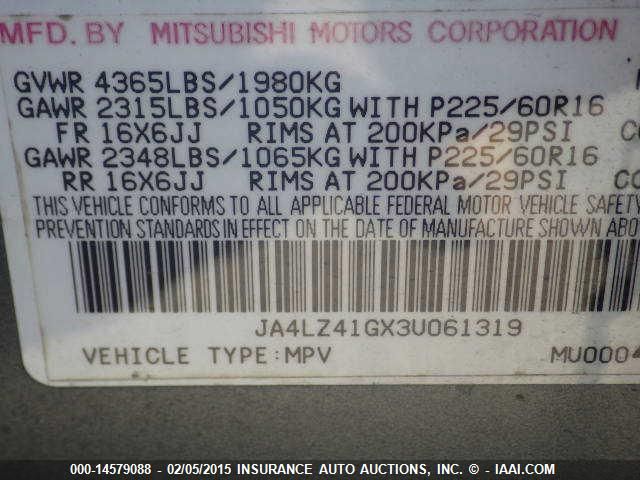 MFD. BY MITSUBISHI MOTORS CORPORATION
GVWR 4365LBS/1980KG
GAWR 2315LBS/1050KG WITH P225/60R16
FR 16X6JJ RIMS AT 200KPa/29PSI
GAWR 2348LBS/1065KG WITH P225/60R16
RR 16X6JJ RIMS AT 200KPa/29PSI
THIS VEHICLE CONFORMS TO ALL APPLICABLE FEDERAL MOTOR VEHICLE SAFETY
PREVENTION STANDARDS IN EFFECT ON THE DATE OF MANUFACTURE SHOWN ABO
JA4LZ41GX3U061319
VEHICLE TYPE:MPV MU000
000-14579088 - 02/05/2015 INSURANCE AUTO AUCTIONS, INC. - IAAI.COM